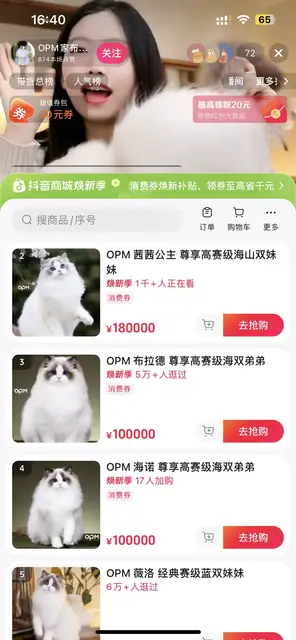 16:40
65
OPM家布...
874本场点赞
关注
72
带货总榜
人气榜
更多
超值券包
0元券
最高领取20元
抖音商城焕新季
消费券焕新补贴,领券至高省千元
搜商品/序号
订单
购物车
更多
2
OPM
OPM 茜茜公主 尊享高赛级海山双妹妹
焕新季 1千+人正在看
消费券
¥180000
去抢购
3
OPM
OPM 布拉德 尊享高赛级海双弟弟
焕新季 5万+人逛过
消费券
¥100000
去抢购
4
OPM
OPM 海诺 尊享高赛级海双弟弟
焕新季 17人加购
消费券
¥100000
去抢购
5
OPM 薇洛 经典赛级蓝双妹妹
6万+人逛过